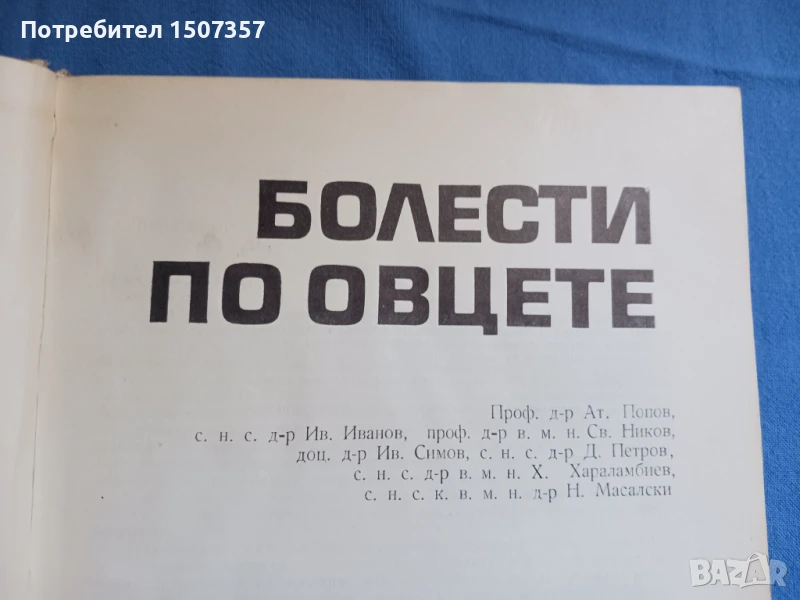 Потребител 1507357
БОЛЕСТИ
ПО ОВЦЕТЕ
Проф. д-р Ат. Попов,
с. н. с. д-р Ив. Иванов, проф. д-р в. м. н. Св. Ников,
доц. д-р Ив. Симов, с. н. с. д-р Д. Петров,
с. н. с. д-р в. м. н. Х. Хараламбиев,
с. н. с. к. в. м. н. д-р Н. Масалски
BAZAR